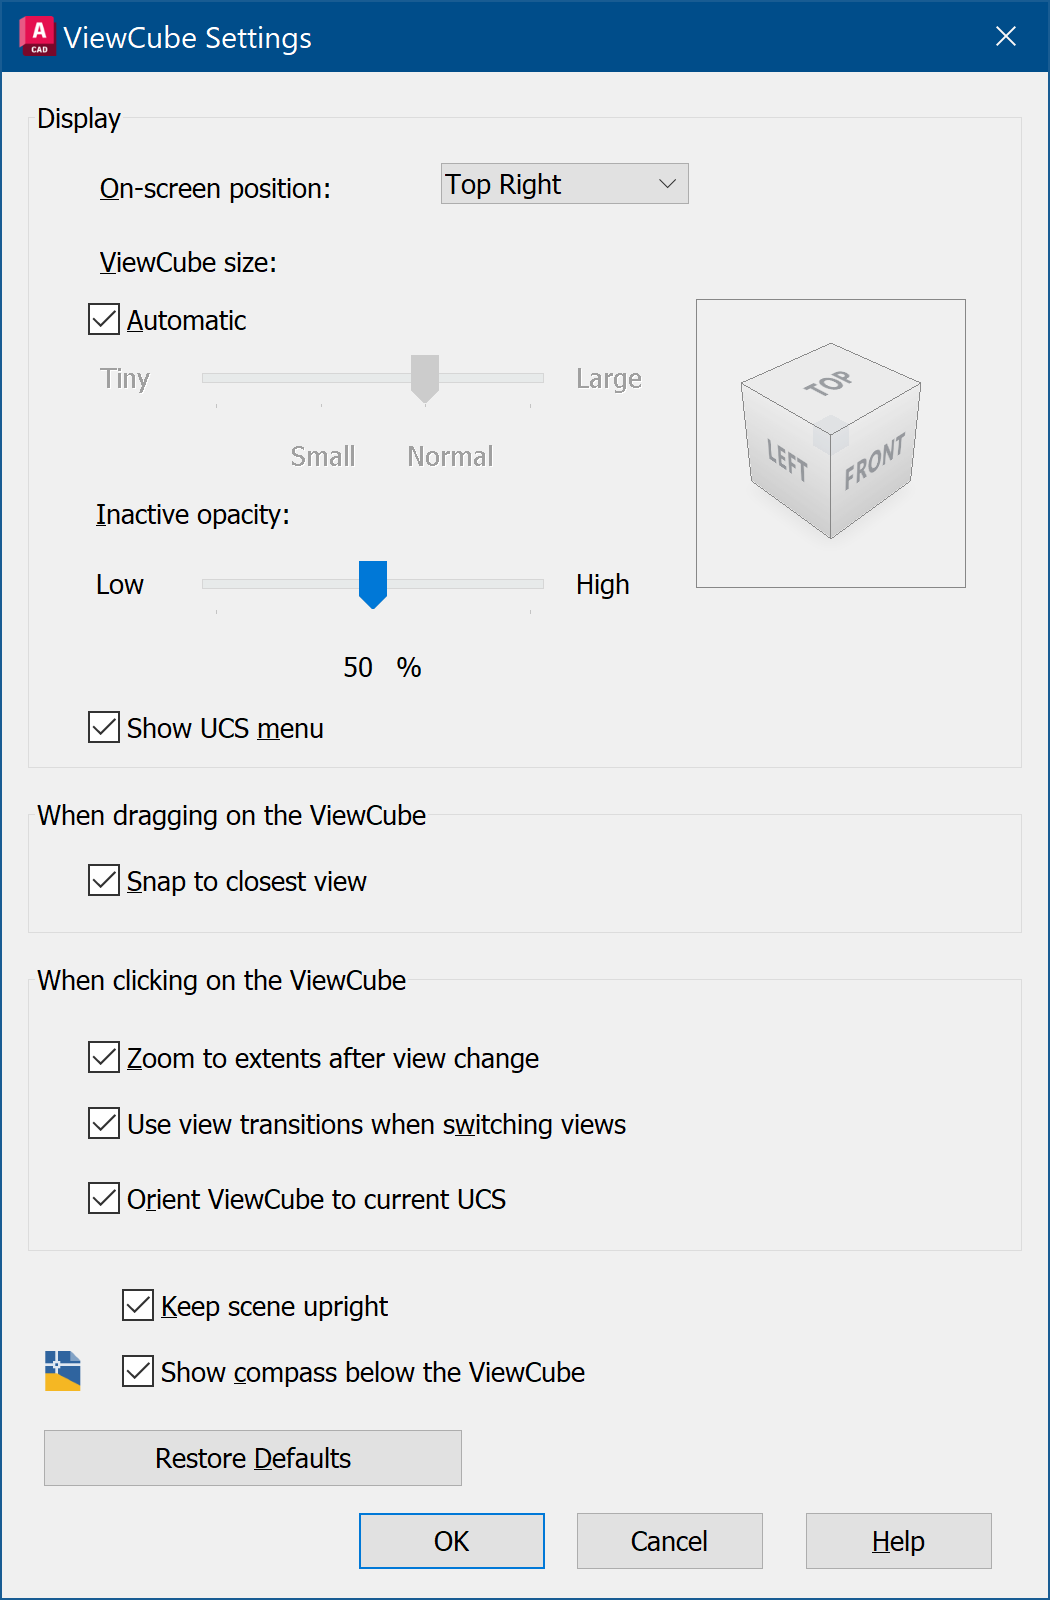 A
CAD
ViewCube Settings
Display
On-screen position:
Top Right
ViewCube size:
Automatic
Tiny
Large
Small
Normal
TOP
LEFT
FRONT
Inactive opacity:
Low
High
50 %
Show UCS menu
When dragging on the ViewCube
Snap to closest view
When clicking on the ViewCube
Zoom to extents after view change
Use view transitions when switching views
Orient ViewCube to current UCS
Keep scene upright
Show compass below the ViewCube
Restore Defaults
OK
Cancel
Help